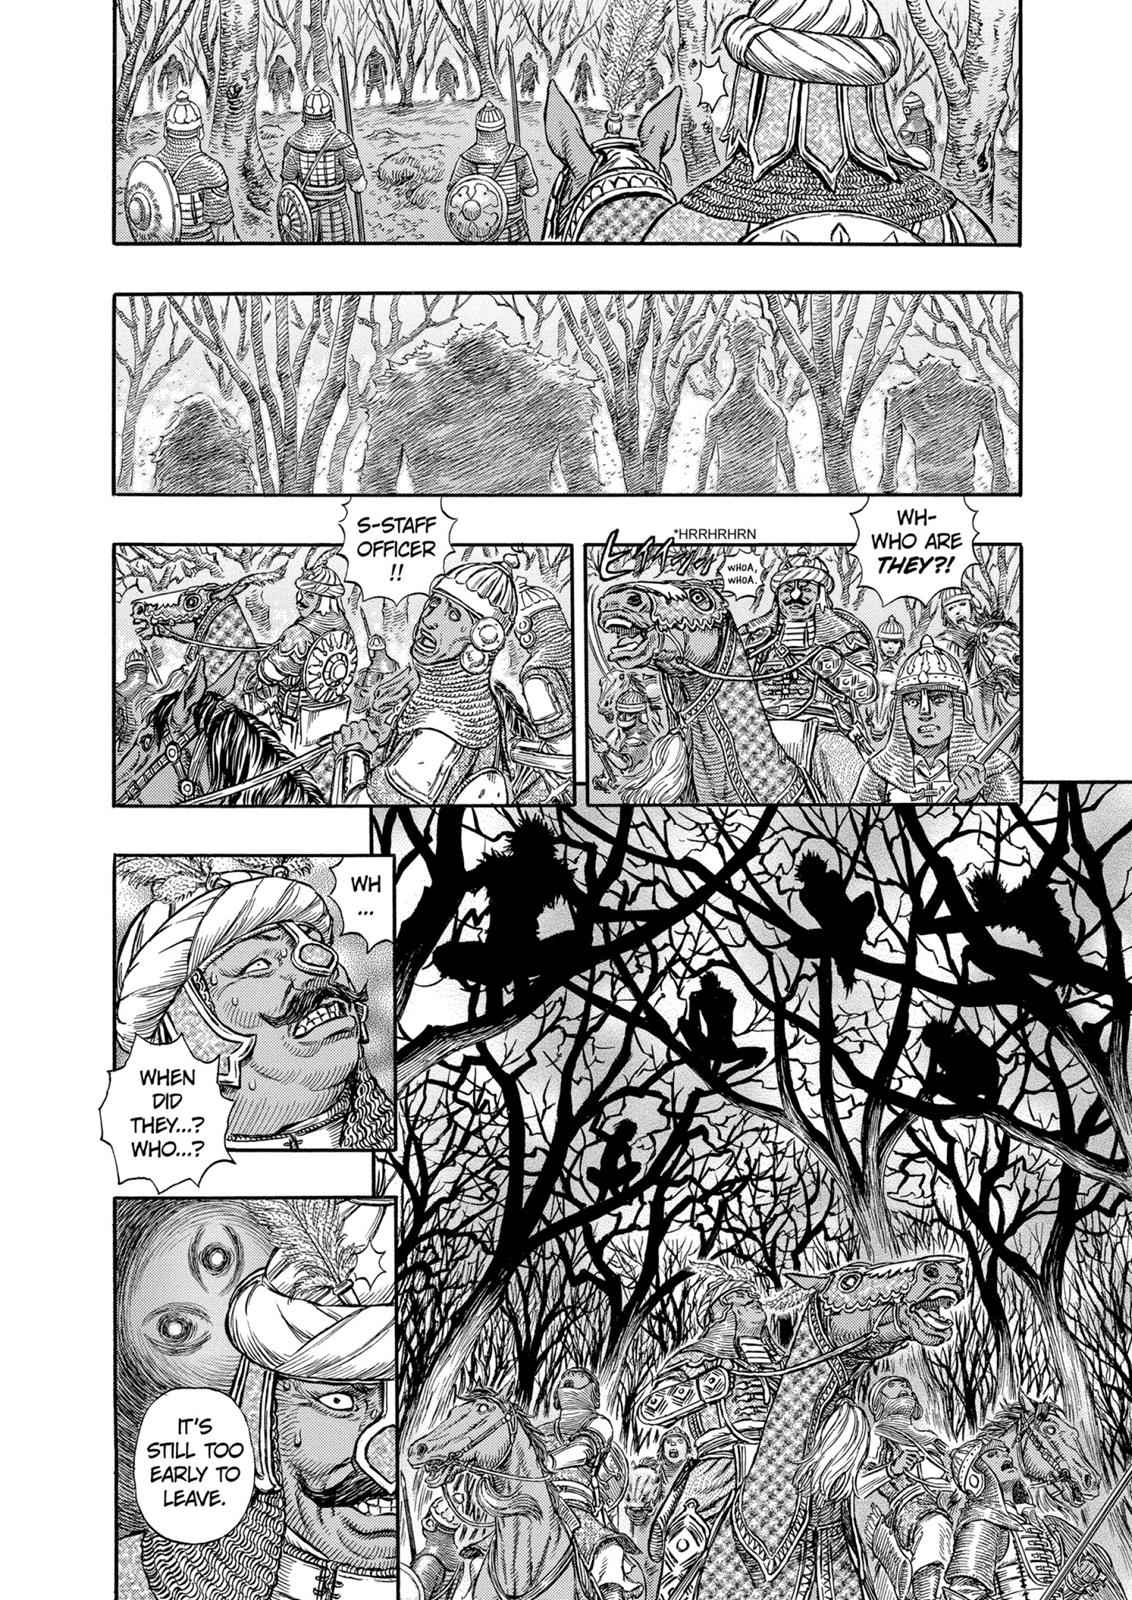 WH-
WHO ARE
THEY?!
*HRRHRHRN
WHOA,
WHOA.
S-STAFF
OFFICER
!!
WH
...
WHEN
DID
THEY...?
WHO...?
IT'S
STILL TOO
EARLY TO
LEAVE.